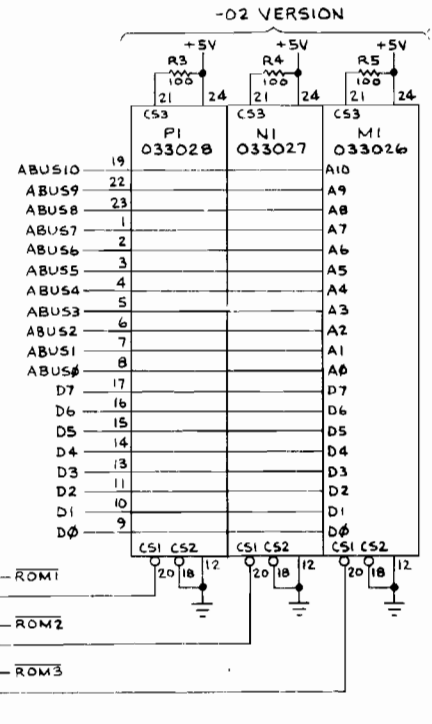 -02 VERSION
+5V +5V +5V
R3 R4 R5
100 100 100
21 24 21 24 21 24
CS3 CS3 CS3
P1 N1 M1
033028 033027 033026
ABUS10 19 A10
ABUS9 22 A9
ABUS8 23 A8
ABUS7 1 A7
ABUS6 2 A6
ABUS5 3 A5
ABUS4 4 A4
ABUS3 5 A3
ABUS2 6 A2
ABUS1 7 A1
ABUSØ 8 AØ
D7 17 D7
D6 16 D6
D5 15 D5
D4 14 D4
D3 13 D3
D2 11 D2
D1 10 D1
DØ 9 DØ
CS1 CS2 CS1 CS2 CS1 CS2
20 18 12 20 18 12 20 18 12
ROM1
ROM2
ROM3